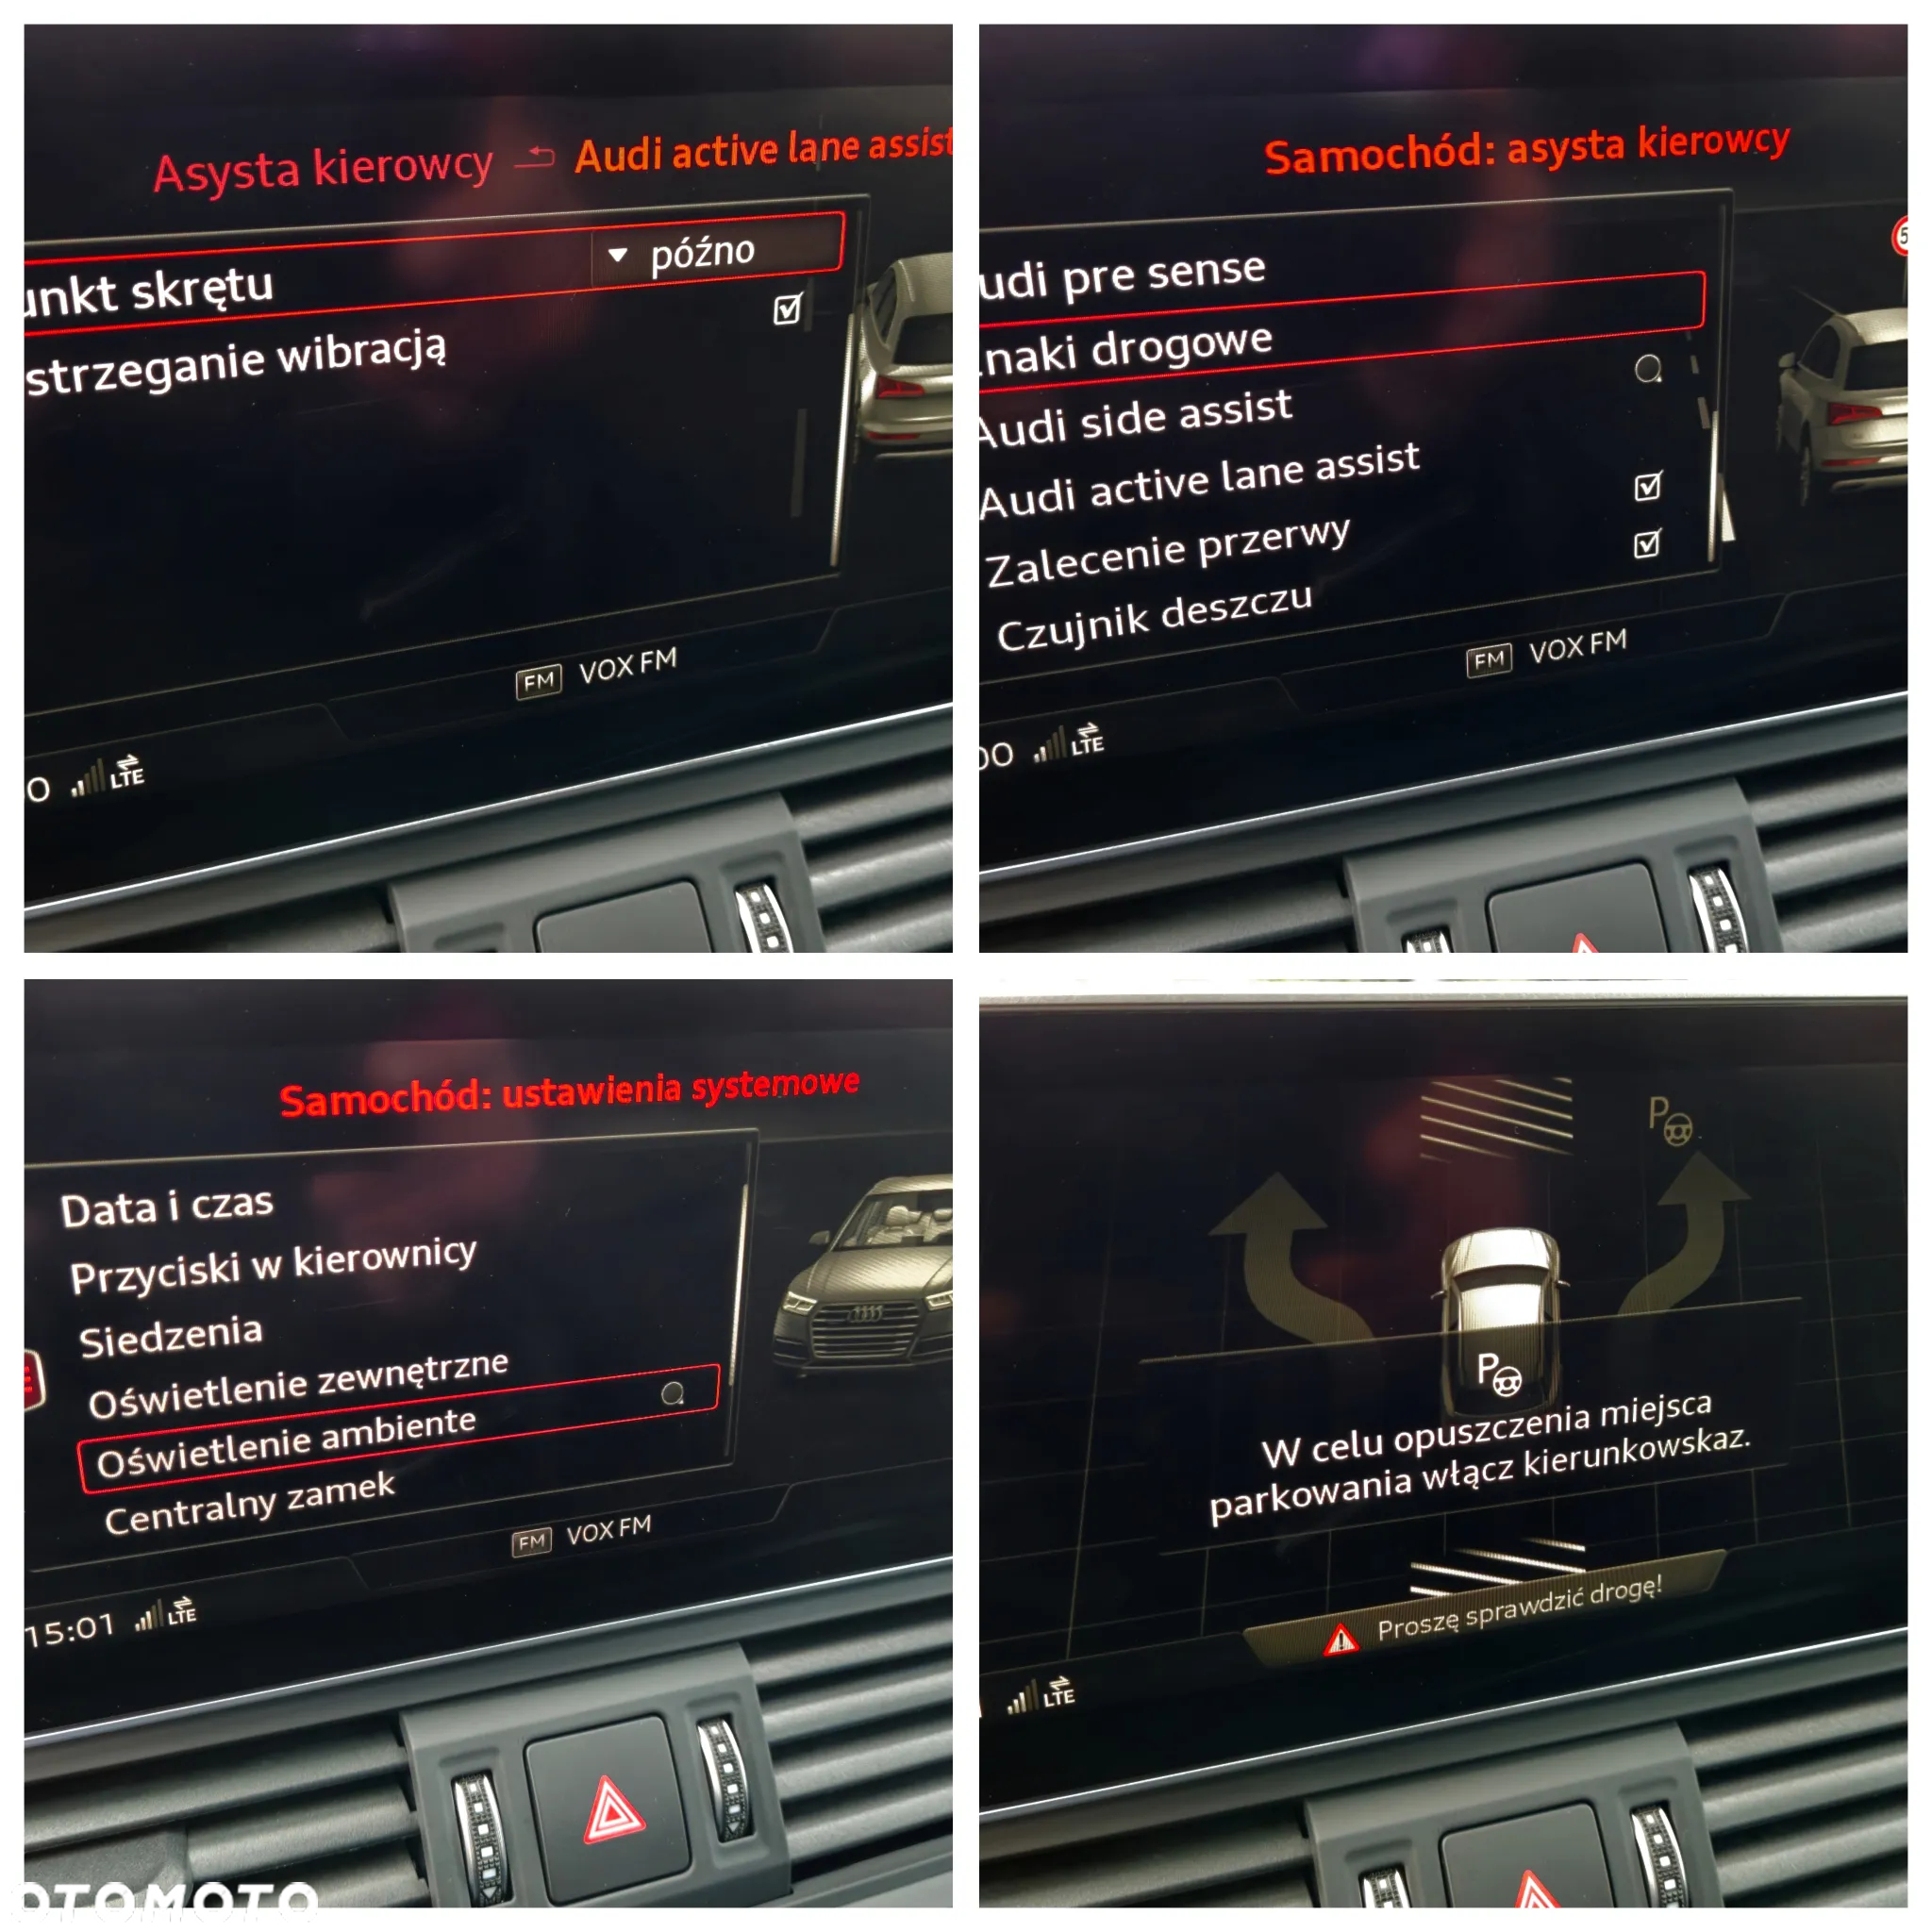 Asysta kierowcy Audi active lane assist
unkt skrętu późno
strzeganie wibracją
FM VOX FM
0 LTE
Samochód: asysta kierowcy
udi pre sense
naki drogowe
Audi side assist
Audi active lane assist
Zalecenie przerwy
Czujnik deszczu
FM VOX FM
00 LTE
5
Samochód: ustawienia systemowe
Data i czas
Przyciski w kierownicy
Siedzenia
Oświetlenie zewnętrzne
Oświetlenie ambiente
Centralny zamek
FM VOX FM
15:01 LTE
P
P
W celu opuszczenia miejsca
parkowania włącz kierunkowskaz.
Proszę sprawdzić drogę!
LTE
OTOMOTO